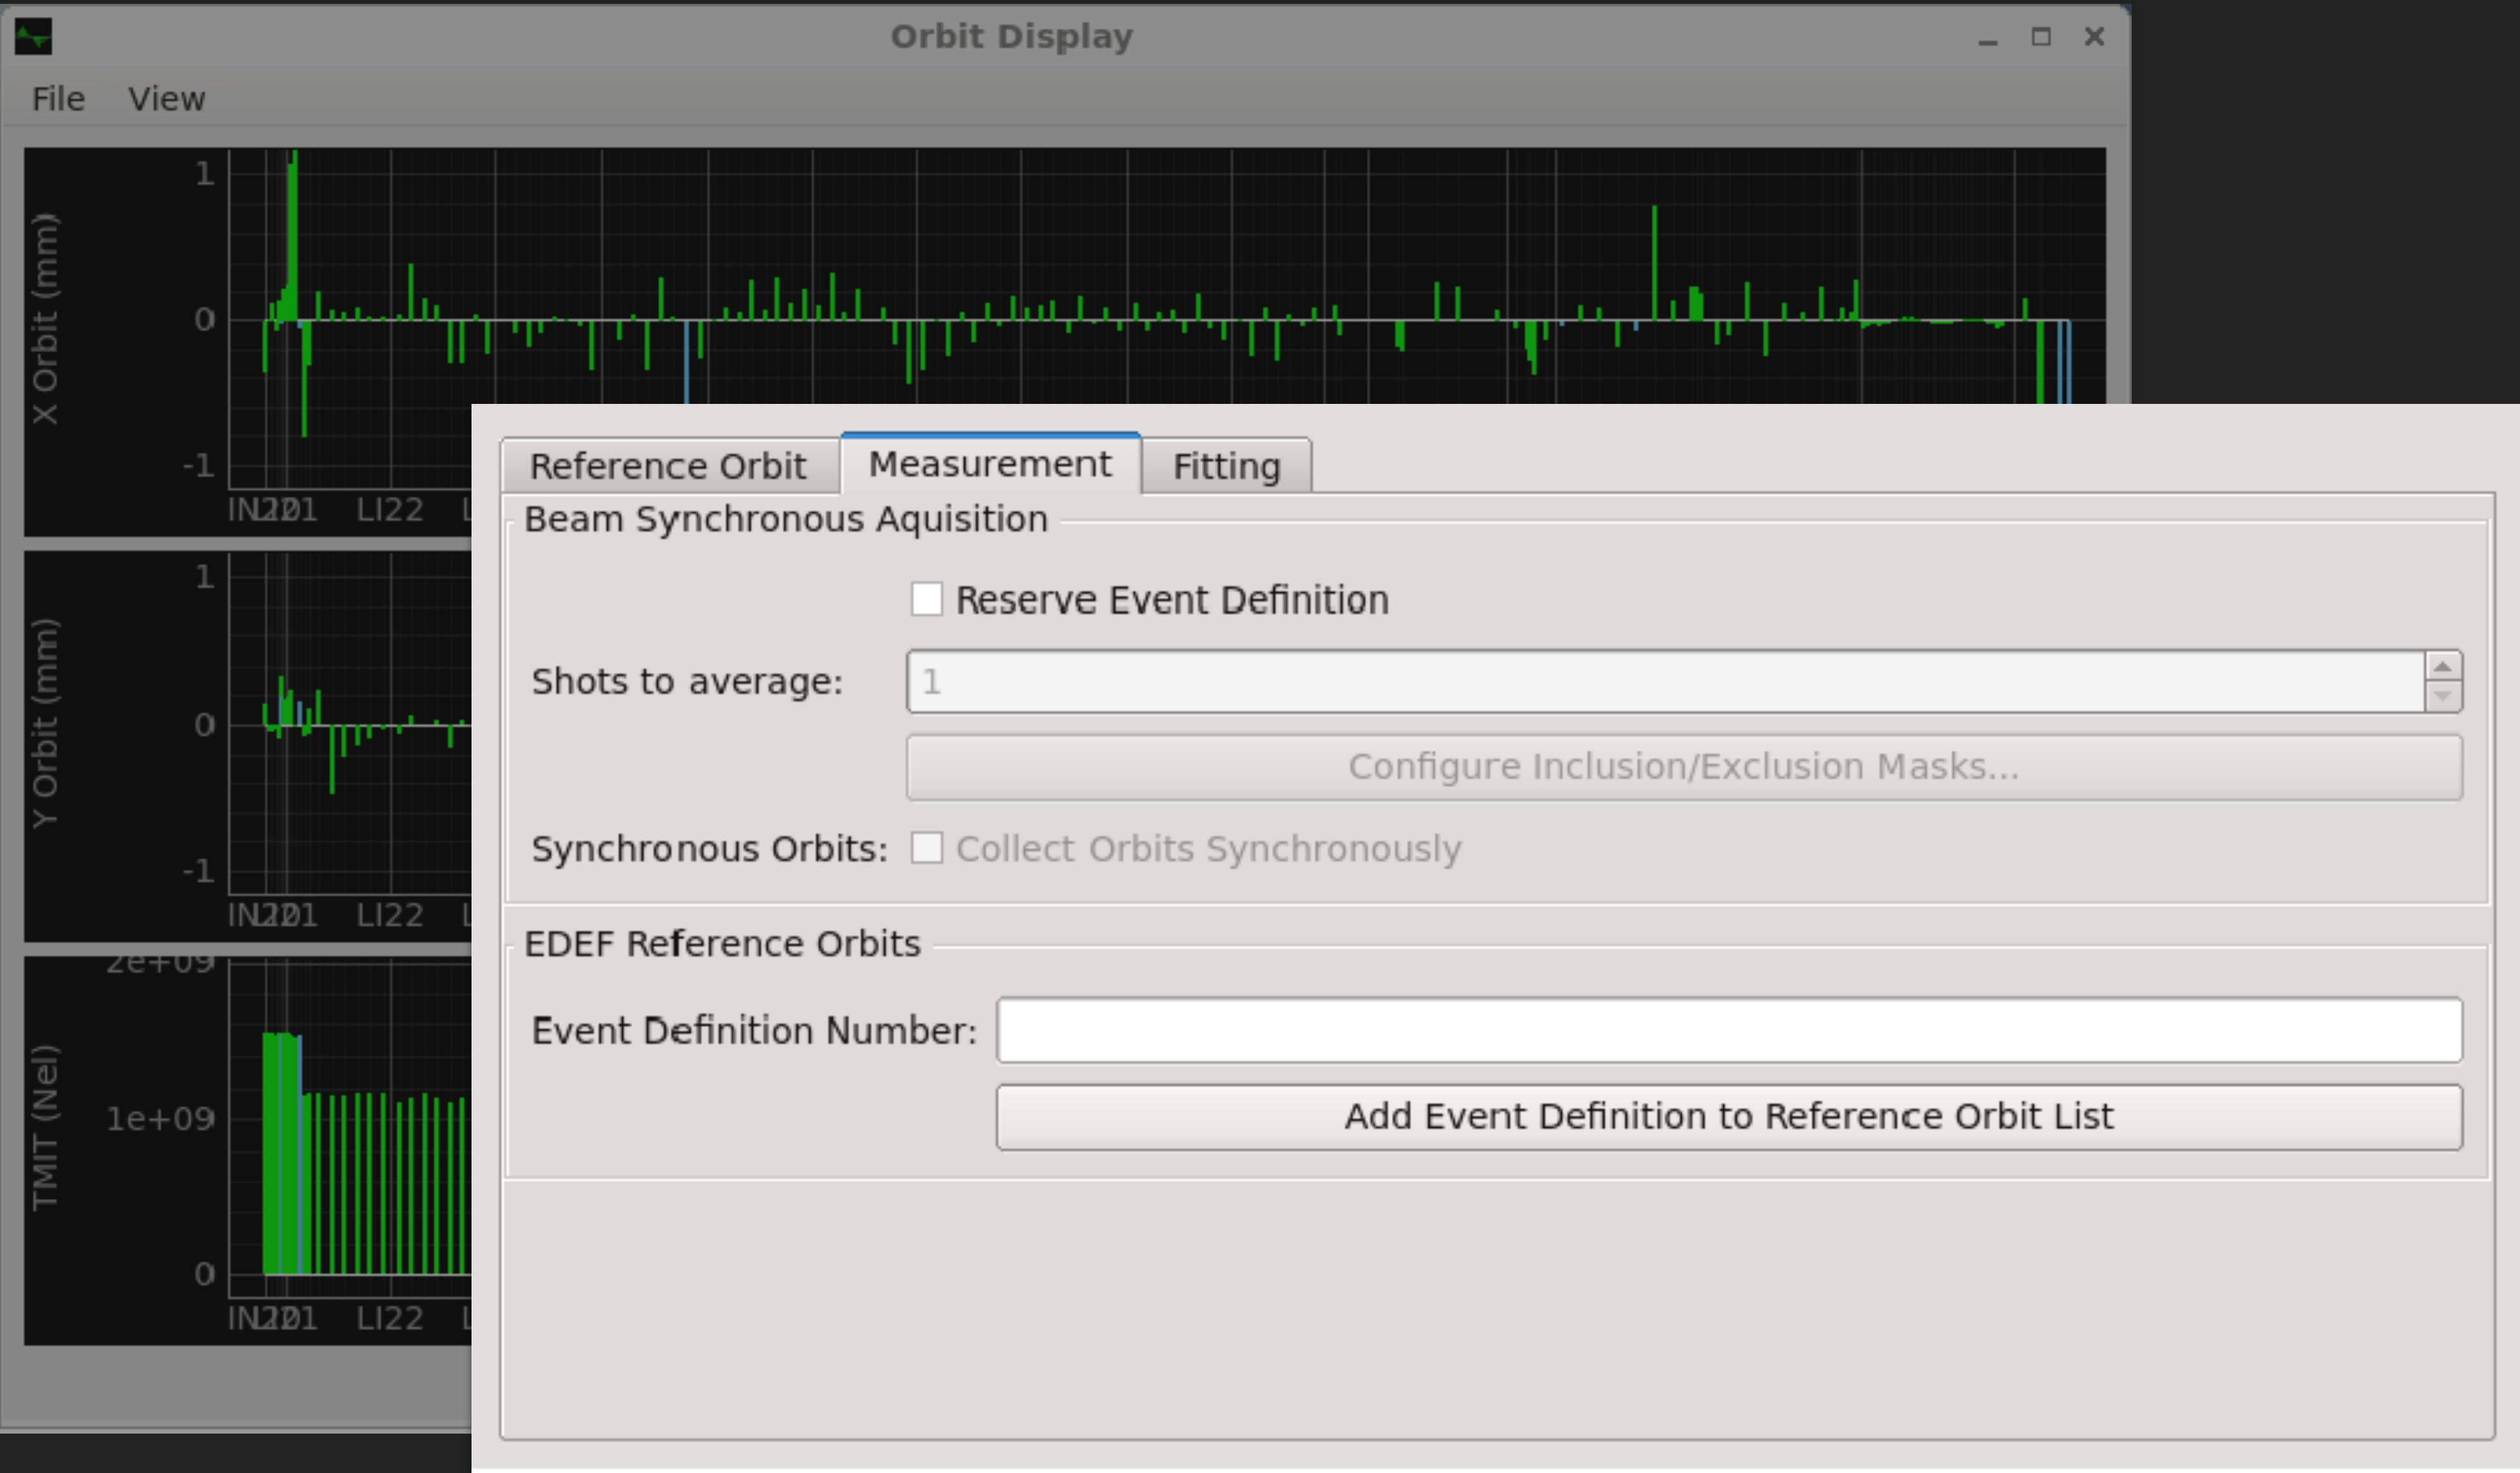 Orbit Display
File View
X Orbit (mm)
1
0
-1
LI22
Y Orbit (mm)
1
0
-1
LI22
TMIT (Nel)
2e+09
1e+09
0
LI22
Reference Orbit Measurement Fitting
Beam Synchronous Aquisition
Reserve Event Definition
Shots to average: 1
Configure Inclusion/Exclusion Masks...
Synchronous Orbits: Collect Orbits Synchronously
EDEF Reference Orbits
Event Definition Number:
Add Event Definition to Reference Orbit List